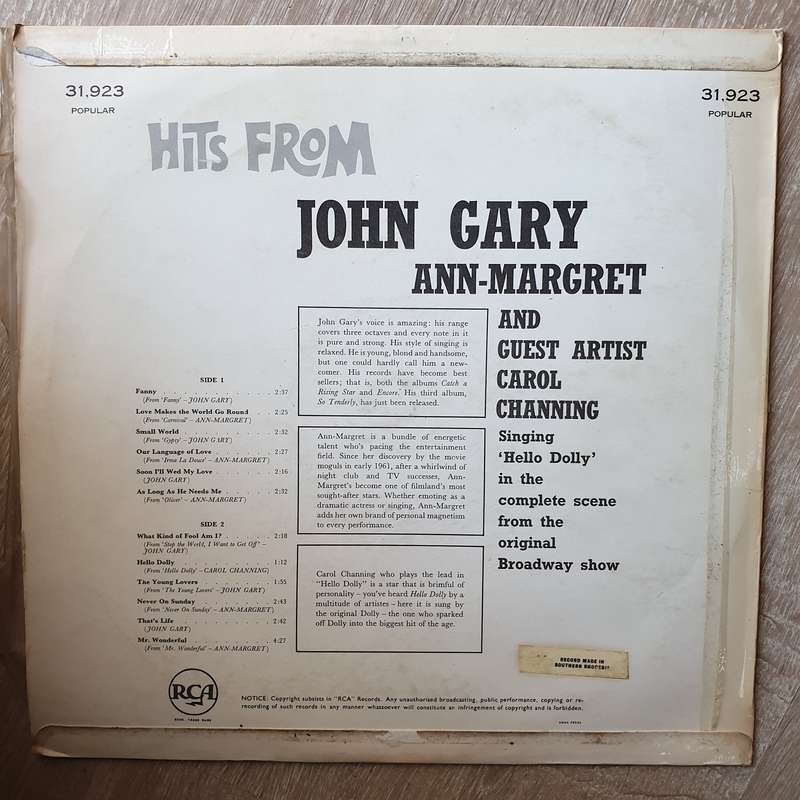 31,923
POPULAR
31,923
POPULAR
HITS FROM
JOHN GARY
ANN-MARGRET
AND
GUEST ARTIST
CAROL
CHANNING
Singing
'Hello Dolly'
in the
complete scene
from the
original
Broadway show
John Gary's voice is amazing: his range
covers three octaves and every note in it
is pure and strong. His style of singing is
relaxed. He is young, blond and handsome,
but one could hardly call him a new-
comer. His records have become best
sellers; that is, both the albums Catch a
Rising Star and Encore.' His third album,
So Tenderly, has just been released.
Ann-Margret is a bundle of energetic
talent who's pacing the entertainment
field. Since her discovery by the movie
moguls in early 1961, after a whirlwind of
night club and TV successes, Ann-
Margret's become one of filmland's most
sought-after stars. Whether emoting as a
dramatic actress or singing, Ann-Margret
adds her own brand of personal magnetism
to every performance.
Carol Channing who plays the lead in
"Hello Dolly" is a star that is brimful of
personality – you've heard Hello Dolly by a
multitude of artistes – here it is sung by
the original Dolly – the one who sparked
off Dolly into the biggest hit of the age.
SIDE 1
Fanny . . . . . . . . . . . . 2:37
(From 'Fanny' – JOHN GARY)
Love Makes the World Go Round . . . 2:25
(From 'Carnival' – ANN-MARGRET)
Small World . . . . . . . . . . 2:32
(From 'Gypsy' – JOHN GARY)
Our Language of Love . . . . . . . 2:27
(From 'Irma La Douce' – ANN-MARGRET)
Soon I'll Wed My Love . . . . . . . 2:16
(JOHN GARY)
As Long As He Needs Me . . . . . . 2:32
(From 'Oliver' – ANN-MARGRET)
SIDE 2
What Kind of Fool Am I? . . . . . . 2:18
(From 'Stop the World, I Want to Get Off' –
JOHN GARY)
Hello Dolly . . . . . . . . . . 1:12
(From 'Hello Dolly' – CAROL CHANNING)
The Young Lovers . . . . . . . . 1:55
(From 'The Young Lovers' – JOHN GARY)
Never On Sunday . . . . . . . . 2:43
(From 'Never On Sunday' – ANN-MARGRET)
That's Life . . . . . . . . . . 2:42
(JOHN GARY)
Mr. Wonderful . . . . . . . . . 4:27
(From 'Mr. Wonderful' – ANN-MARGRET)
RECORD MADE IN
SOUTHERN
RCA
NOTICE: Copyright subsists in "RCA" Records. Any unauthorised broadcasting, public performance, copying or re-
recording of such records in any manner whatsoever will constitute an infringement of copyright and is forbidden.